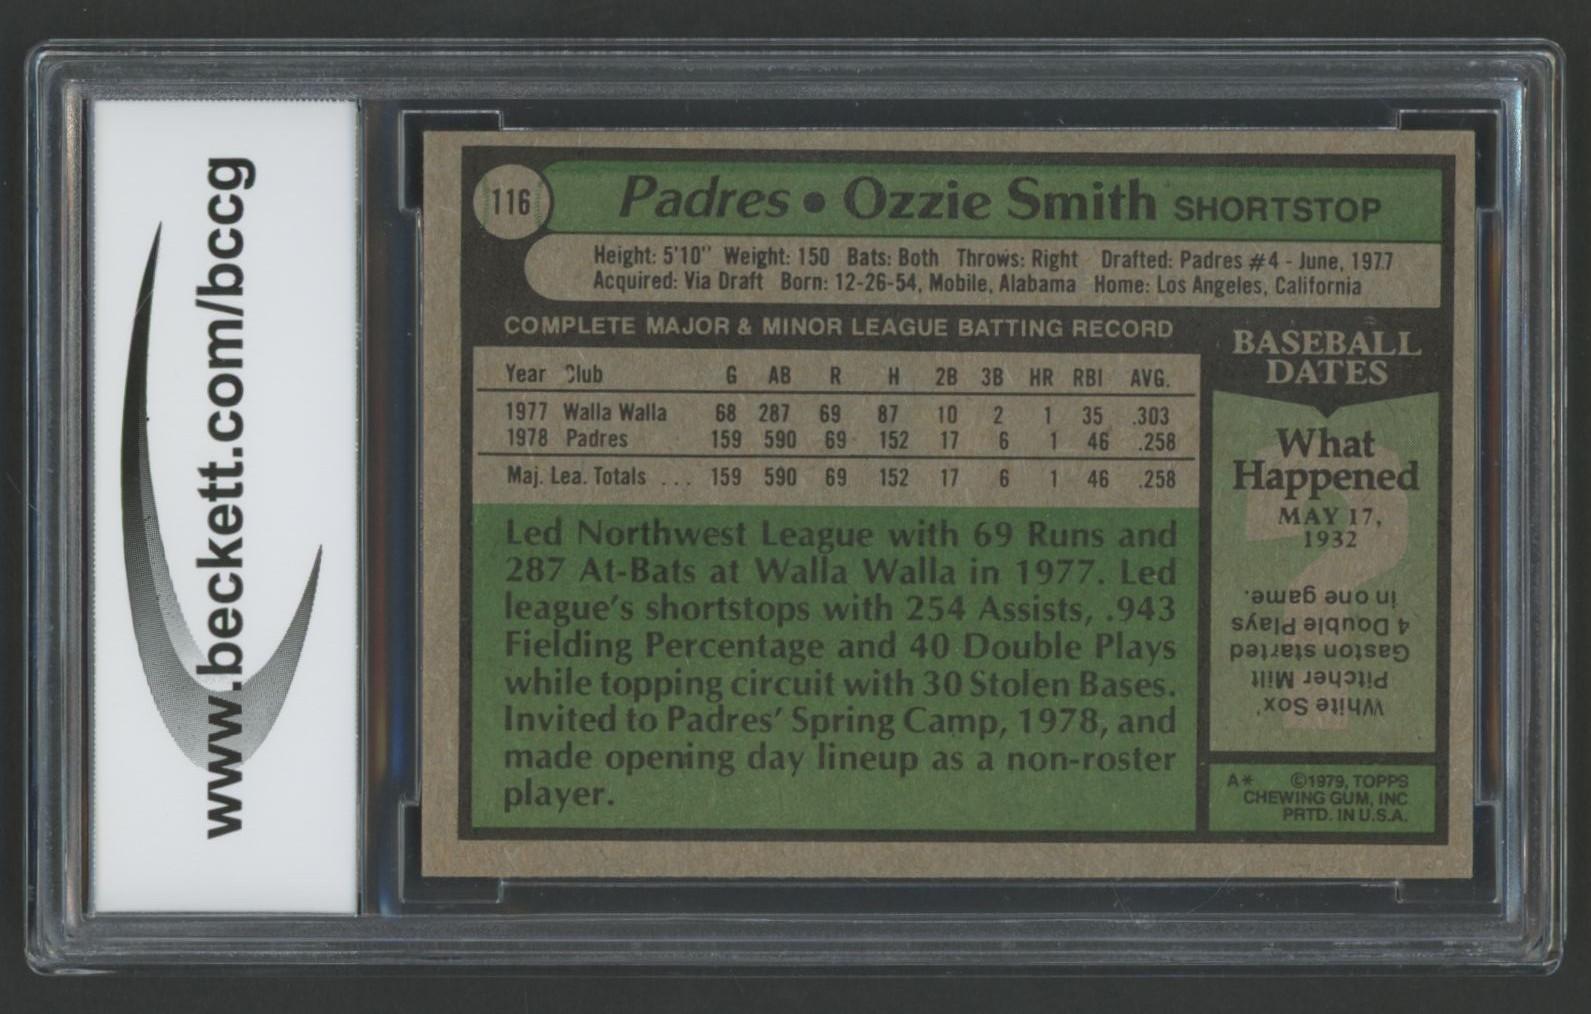 www.beckett.com/bccg
116
Padres • Ozzie Smith SHORTSTOP
Height: 5'10" Weight: 150 Bats: Both Throws: Right Drafted: Padres #4 - June, 1977
Acquired: Via Draft Born: 12-26-54, Mobile, Alabama Home: Los Angeles, California
COMPLETE MAJOR & MINOR LEAGUE BATTING RECORD
Year Club G AB R H 2B 3B HR RBI AVG.
1977 Walla Walla 68 287 69 87 10 2 1 35 .303
1978 Padres 159 590 69 152 17 6 1 46 .258
Maj. Lea. Totals ... 159 590 69 152 17 6 1 46 .258
Led Northwest League with 69 Runs and
287 At-Bats at Walla Walla in 1977. Led
league's shortstops with 254 Assists, .943
Fielding Percentage and 40 Double Plays
while topping circuit with 30 Stolen Bases.
Invited to Padres' Spring Camp, 1978, and
made opening day lineup as a non-roster
player.
BASEBALL
DATES
What
Happened
MAY 17,
1932
?
White Sox'
Pitcher Milt
Gaston started
4 Double Plays
in one game.
A* ©1979, TOPPS
CHEWING GUM, INC
PRTD. IN U.S.A.